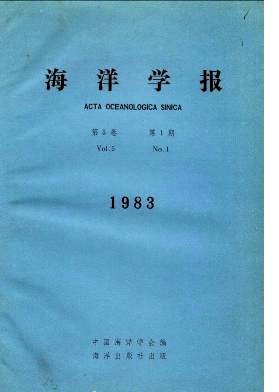 海洋学报
ACTA OCEANOLOGICA SINICA
第5卷 第1期
Vol.5 No.1
1983
中国海洋学会编
海洋出版社出版